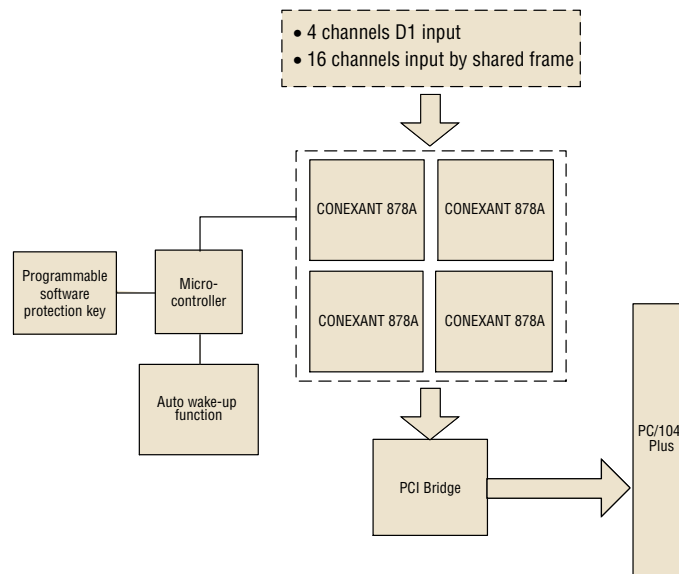 • 4 channels D1 input
• 16 channels input by shared frame
CONEXANT 878A
CONEXANT 878A
Programmable
software
protection key
Micro-
controller
CONEXANT 878A
CONEXANT 878A
Auto wake-up
function
PCI Bridge
PC/104
Plus